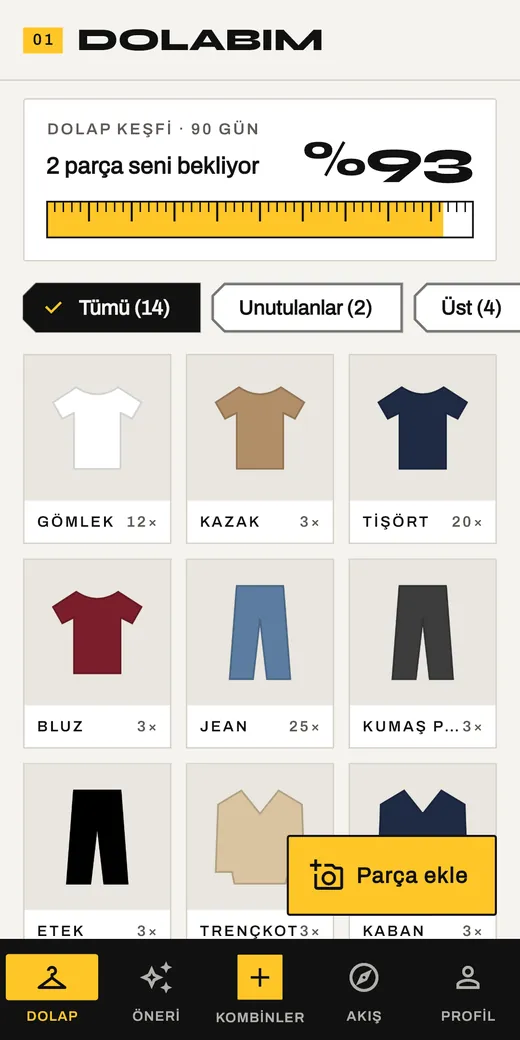 01 DOLABIM
DOLAP KEŞFİ · 90 GÜN
2 parça seni bekliyor
%93
Tümü (14)
Unutulanlar (2)
Üst (4)
GÖMLEK 12×
KAZAK 3×
TİŞÖRT 20×
BLUZ 3×
JEAN 25×
KUMAŞ P... 3×
ETEK 3×
TRENÇKOT 3×
KABAN 3×
Parça ekle
DOLAP
ÖNERİ
KOMBİNLER
AKIŞ
PROFİL